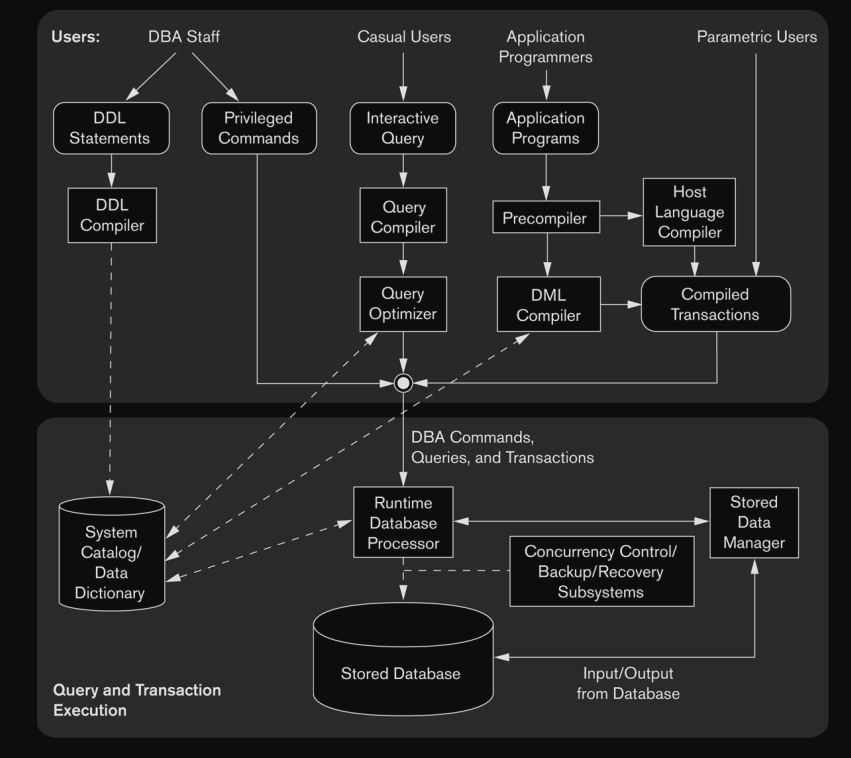 Users:
DBA Staff
Casual Users
Application
Programmers
Parametric Users
DDL
Statements
Privileged
Commands
Interactive
Query
Application
Programs
DDL
Compiler
Query
Compiler
Precompiler
Host
Language
Compiler
Query
Optimizer
DML
Compiler
Compiled
Transactions
DBA Commands,
Queries, and Transactions
System
Catalog/
Data
Dictionary
Runtime
Database
Processor
Stored
Data
Manager
Concurrency Control/
Backup/Recovery
Subsystems
Stored Database
Input/Output
from Database
Query and Transaction
Execution